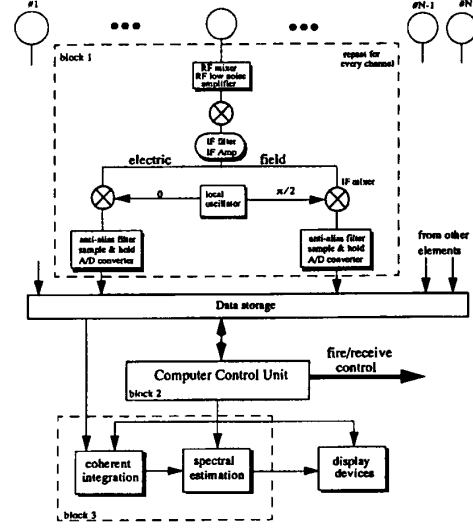 #1
#N-1
#N
block 1
repeat for
every channel
RF mixer
RF low noise
amplifier
IF filter
IF Amp
electric
field
0
local
oscillator
π/2
IF mixer
anti-alias filter
sample & hold
A/D converter
anti-alias filter
sample & hold
A/D converter
from other
elements
Data storage
fire/receive
control
Computer Control Unit
block 2
coherent
integration
spectral
estimation
display
devices
block 3